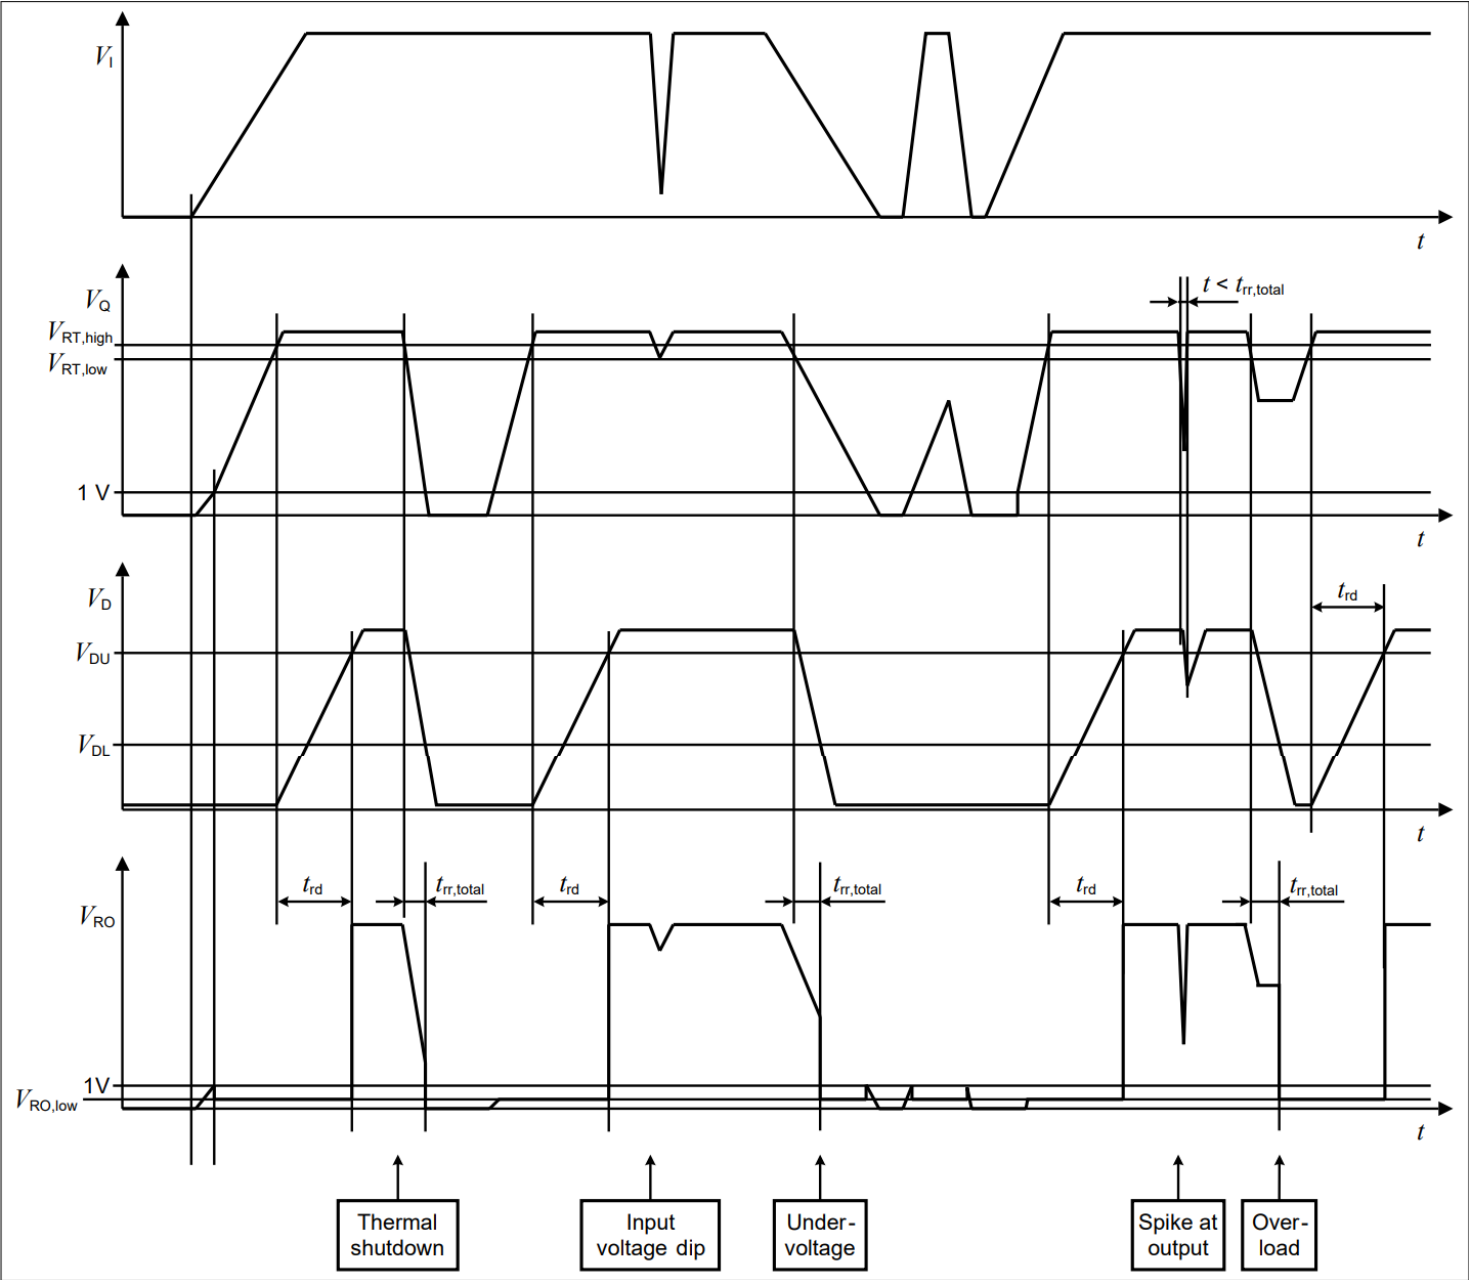 VI
t
VQ
t < trr,total
VRT,high
VRT,low
1 V
t
VD
trd
VDU
VDL
t
trd
trr,total
trd
trr,total
trd
trr,total
VRO
1V
VRO,low
t
Thermal
shutdown
Input
voltage dip
Under-
voltage
Spike at
output
Over-
load